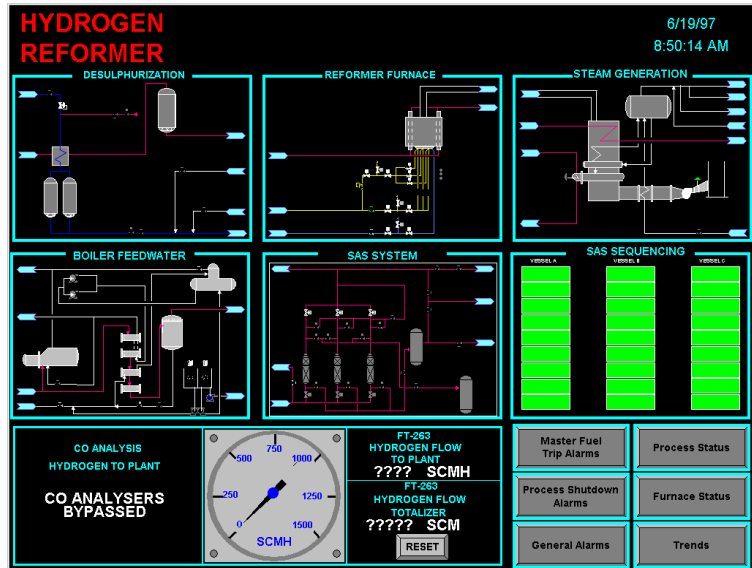 HYDROGEN
REFORMER
6/19/97
8:50:14 AM
DESULPHURIZATION
REFORMER FURNACE
STEAM GENERATION
BOILER FEEDWATER
SAS SYSTEM
SAS SEQUENCING
VESSEL A
VESSEL B
VESSEL C
CO ANALYSIS
HYDROGEN TO PLANT
CO ANALYSERS
BYPASSED
0
250
500
750
1000
1250
1500
SCMH
FT-263
HYDROGEN FLOW
TO PLANT
???? SCMH
FT-263
HYDROGEN FLOW
TOTALIZER
????? SCM
RESET
Master Fuel
Trip Alarms
Process Status
Process Shutdown
Alarms
Furnace Status
General Alarms
Trends